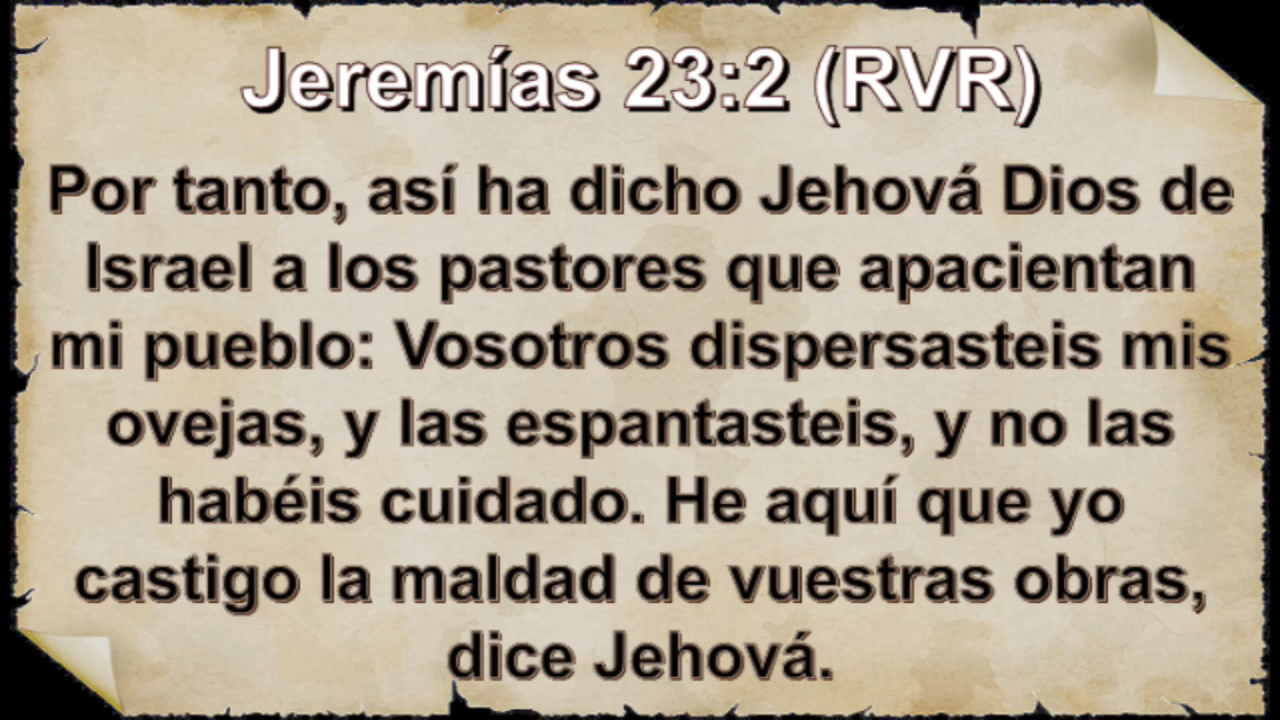 Jeremías 23:2 (RVR)
Por tanto, así ha dicho Jehová Dios de
Israel a los pastores que apacientan
mi pueblo: Vosotros dispersasteis mis
ovejas, y las espantasteis, y no las
habéis cuidado. He aquí que yo
castigo la maldad de vuestras obras,
dice Jehová.